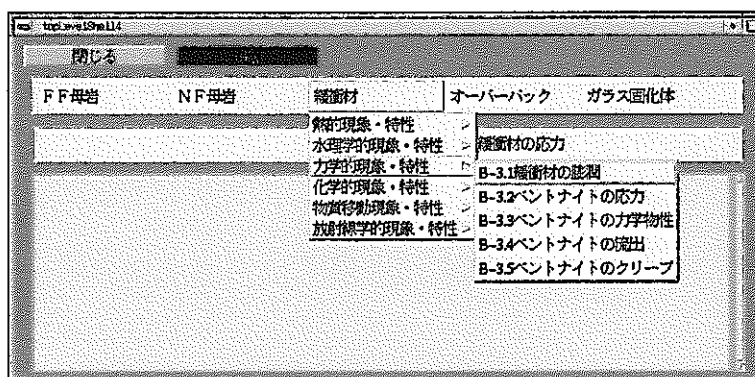 topLevelShell4
閉じる
FF母岩 NF母岩 緩衝材 オーバーパック ガラス固化体
熱的現象・特性 >
水理学的現象・特性 > 緩衝材の応力
力学的現象・特性
化学的現象・特性 >
物質移動現象・特性 >
放射線学的現象・特性 >
B-3.1緩衝材の膨潤
B-3.2ベントナイトの応力
B-3.3ベントナイトの力学物性
B-3.4ベントナイトの流出
B-3.5ベントナイトのクリープ